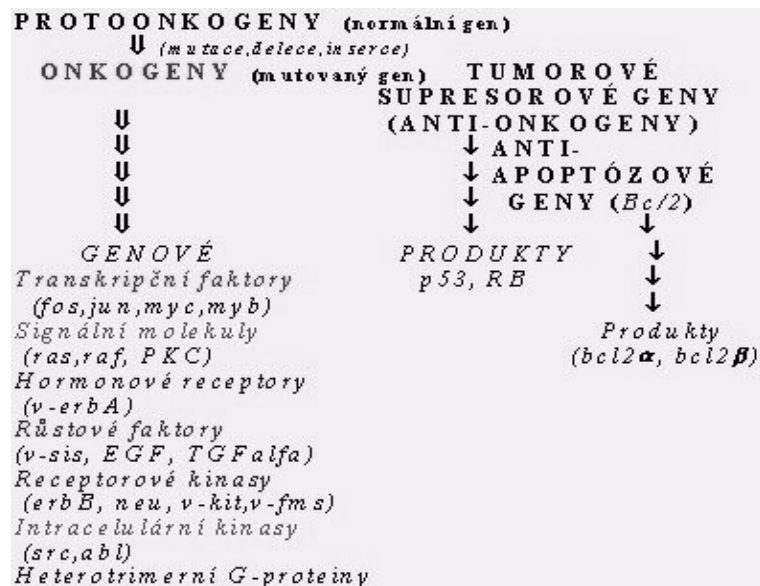 PROTOONKOGENY (normální gen)
⇓ (mutace,delece,inserce)
ONKOGENY (mutovaný gen)
TUMOROVÉ
SUPRESOROVÉ GENY
(ANTI-ONKOGENY)
ANTI-
APOPTÓZOVÉ
GENY (Bc/2)
GENOVÉ
Transkripční faktory
(fos,jun,myc,myb)
Signální molekuly
(ras,raf, PKC)
Hormonové receptory
(v-erbA)
Růstové faktory
(v-sis, EGF, TGFalfa)
Receptorové kinasy
(erbB, neu, v-kit,v-fms)
Intracelulární kinasy
(src,abl)
Heterotrimerní G-proteiny
PRODUKTY
p53, RB
Produkty
(bcl2α, bcl2β)